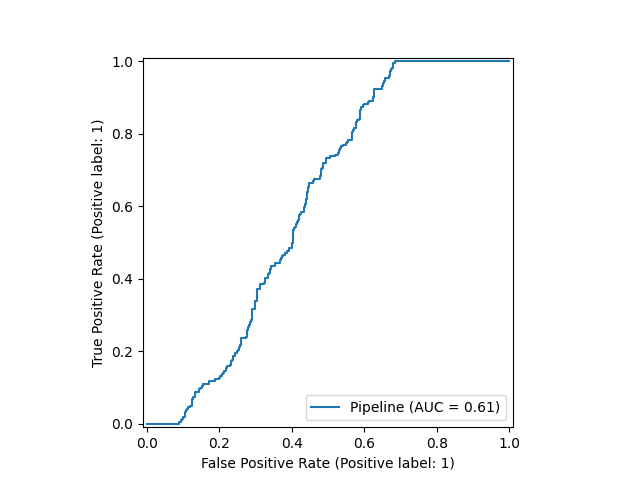 1.0
0.8
0.6
0.4
0.2
0.0
True Positive Rate (Positive label: 1)
Pipeline (AUC = 0.61)
0.0 0.2 0.4 0.6 0.8 1.0
False Positive Rate (Positive label: 1)